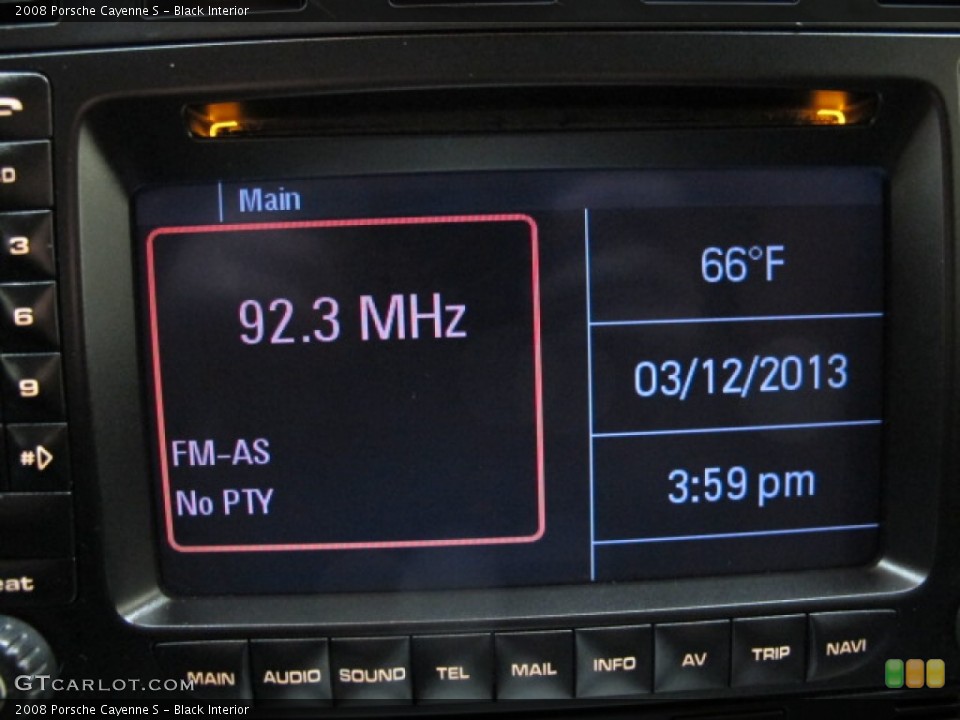 2008 Porsche Cayenne S - Black Interior
Main
92.3 MHz
FM-AS
No PTY
66°F
03/12/2013
3:59 pm
3
6
9
#
MAIN AUDIO SOUND TEL MAIL INFO AV TRIP NAVI
GTCARLOT.COM
2008 Porsche Cayenne S - Black Interior